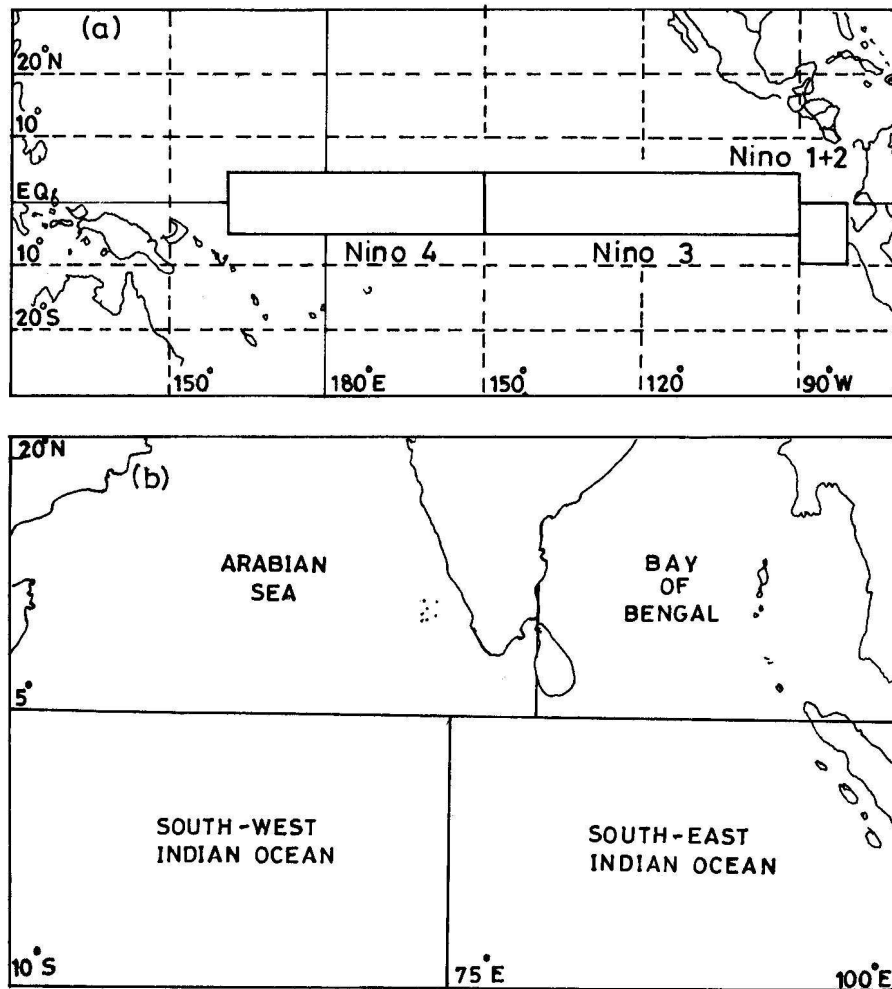 (a)
20°N
10°
Nino 1+2
EQ
Nino 4
Nino 3
10°
20°S
150°
180°E
150°
120°
90°W
20°N
(b)
ARABIAN
SEA
BAY
OF
BENGAL
5°
SOUTH-WEST
INDIAN OCEAN
SOUTH-EAST
INDIAN OCEAN
10°S
75°E
100°E